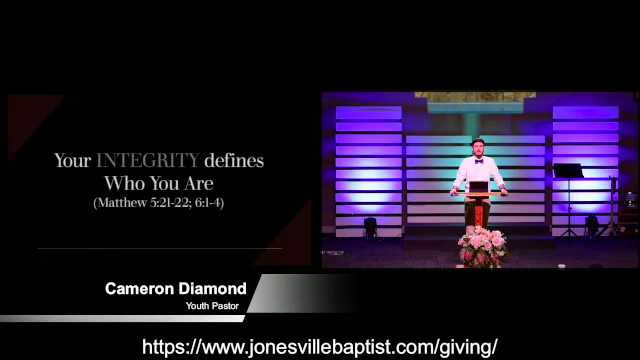 Your INTEGRITY defines
Who You Are
(Matthew 5:21-22; 6:1-4)
Cameron Diamond
Youth Pastor
https://www.jonesvillebaptist.com/giving/